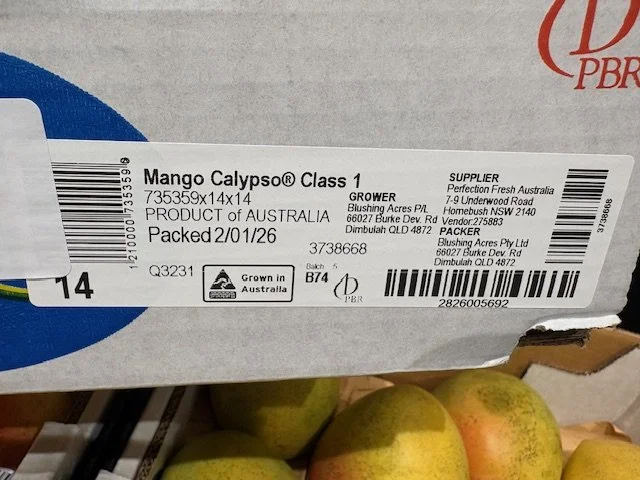 PBR
Mango Calypso® Class 1
735359x14x14
PRODUCT of AUSTRALIA
Packed 2/01/26
GROWER
Blushing Acres P/L
66027 Burke Dev. Rd
Dimbulah QLD 4872
SUPPLIER
Perfection Fresh Australia
7-9 Underwood Road
Homebush NSW 2140
Vendor:275883
PACKER
Blushing Acres Pty Ltd
66027 Burke Dev. Rd
Dimbulah QLD 4872
3738668
Q3231
Grown in
Australia
Batch 5
B74
PBR
14
2826005692
1210000735359
3738668